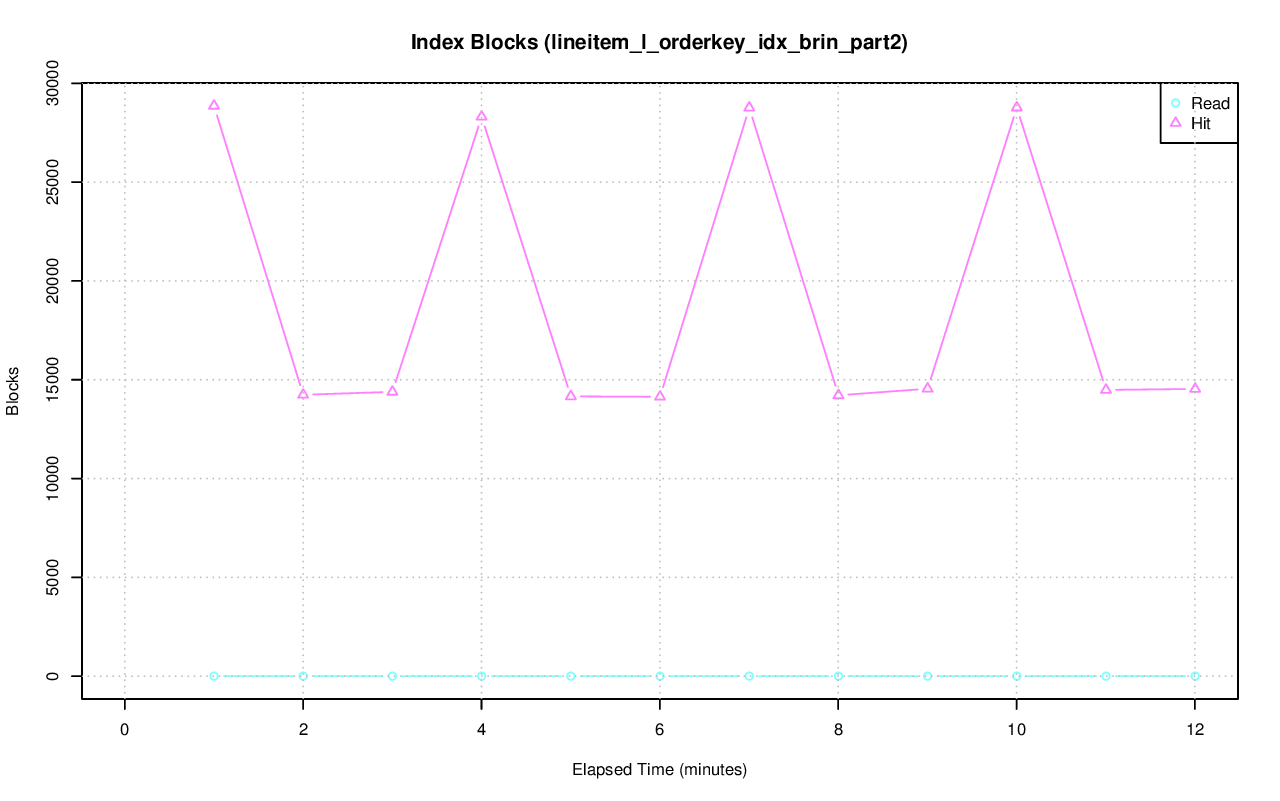 Index Blocks (lineitem_l_orderkey_idx_brin_part2)
Read
Hit
Blocks
30000
25000
20000
15000
10000
5000
0
0 2 4 6 8 10 12
Elapsed Time (minutes)